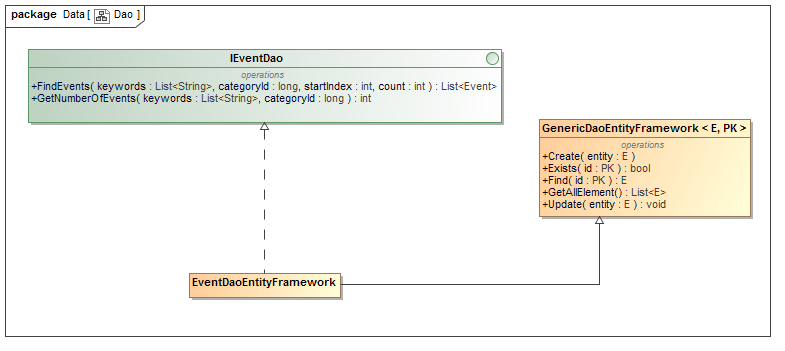 package Data [ Dao ]
IEventDao
operations
+FindEvents( keywords : List<String>, categoryId : long, startIndex : int, count : int ) : List<Event>
+GetNumberOfEvents( keywords : List<String>, categoryId : long ) : int
GenericDaoEntityFramework < E, PK >
operations
+Create( entity : E )
+Exists( id : PK ) : bool
+Find( id : PK ) : E
+GetAllElement() : List<E>
+Update( entity : E ) : void
EventDaoEntityFramework